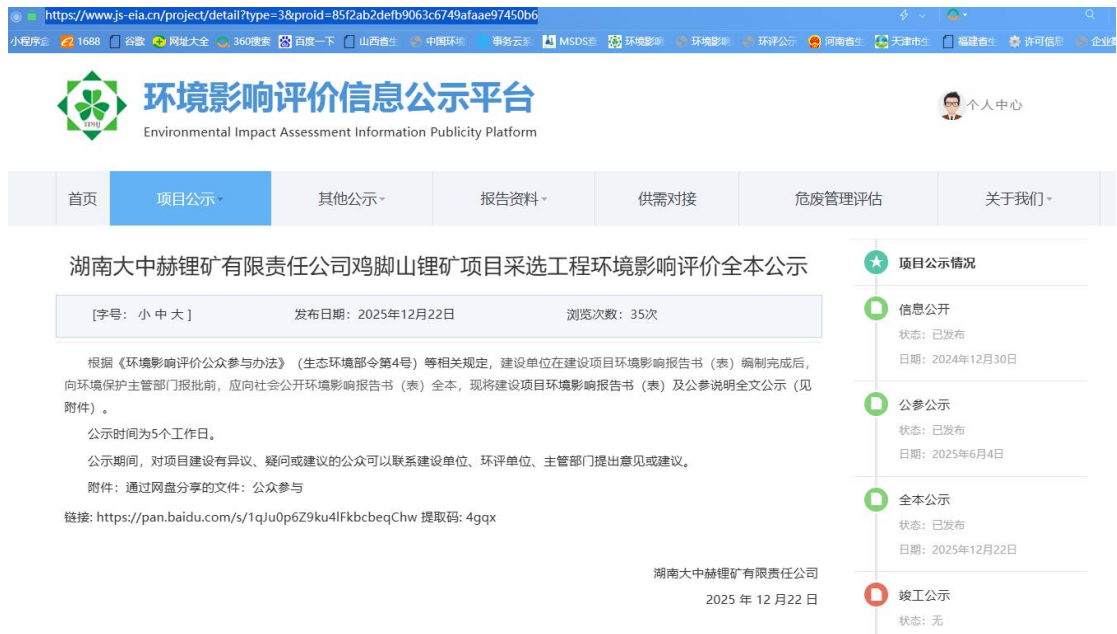 https://www.js-eia.cn/project/detail?type=3&proid=85f2ab2defb9063c6749afaae97450b6
小程序会 1688 谷歌 网址大全 360搜索 百度一下 山西省生 中国环境 事务云系 MSDS查 环境影响 环境影响 环评公示 河南省生 天津市生 福建省生 许可信息 企业数
环境影响评价信息公示平台
Environmental Impact Assessment Information Publicity Platform
个人中心
首页 项目公示 其他公示 报告资料 供需对接 危废管理评估 关于我们
湖南大中赫锂矿有限责任公司鸡脚山锂矿项目采选工程环境影响评价全本公示
[字号： 小 中 大 ] 发布日期：2025年12月22日 浏览次数：35次
根据《环境影响评价公众参与办法》（生态环境部令第4号）等相关规定，建设单位在建设项目环境影响报告书（表）编制完成后，
向环境保护主管部门报批前，应向社会公开环境影响报告书（表）全本，现将建设项目环境影响报告书（表）及公参说明全文公示（见
附件）。
公示时间为5个工作日。
公示期间，对项目建设有异议、疑问或建议的公众可以联系建设单位、环评单位、主管部门提出意见或建议。
附件：通过网盘分享的文件：公众参与
链接: https://pan.baidu.com/s/1qJu0p6Z9ku4lFkbcbeqChw 提取码: 4gqx
湖南大中赫锂矿有限责任公司
2025 年 12 月22 日
项目公示情况
信息公开
状态：已发布
日期：2024年12月30日
公参公示
状态：已发布
日期：2025年6月4日
全本公示
状态：已发布
日期：2025年12月22日
竣工公示
状态：无